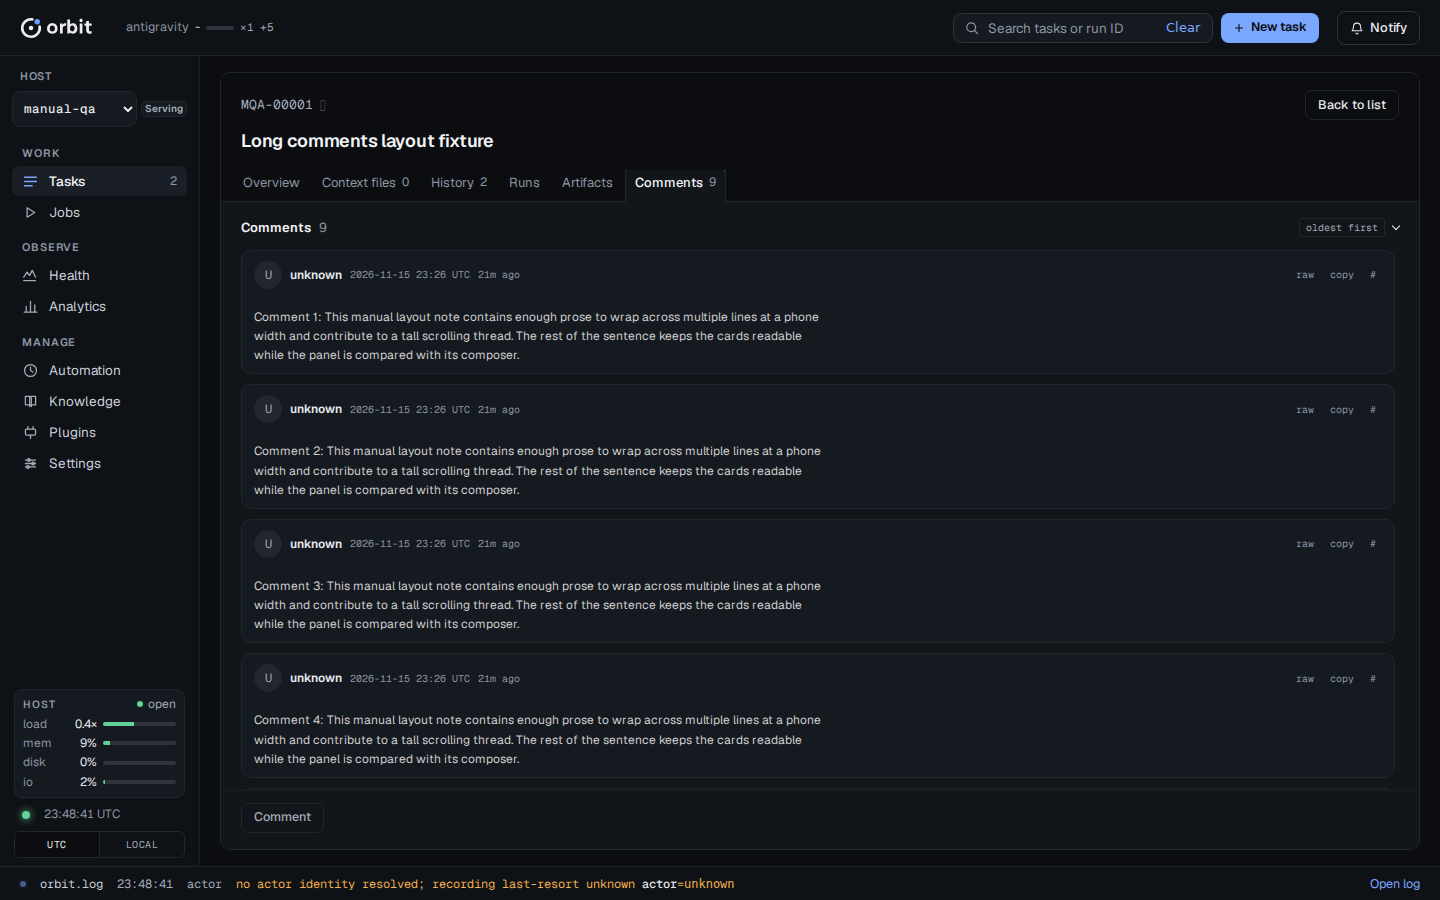 orbit
antigravity - ×1 +5
Search tasks or run ID Clear
+ New task
Notify
HOST
manual-qa
Serving
WORK
Tasks 2
Jobs
OBSERVE
Health
Analytics
MANAGE
Automation
Knowledge
Plugins
Settings
HOST open
load 0.4×
mem 9%
disk 0%
io 2%
23:48:41 UTC
UTC LOCAL
MQA-00001
Back to list
Long comments layout fixture
Overview Context files 0 History 2 Runs Artifacts Comments 9
Comments 9
oldest first
U unknown 2026-11-15 23:26 UTC 21m ago raw copy #
Comment 1: This manual layout note contains enough prose to wrap across multiple lines at a phone
width and contribute to a tall scrolling thread. The rest of the sentence keeps the cards readable
while the panel is compared with its composer.
U unknown 2026-11-15 23:26 UTC 21m ago raw copy #
Comment 2: This manual layout note contains enough prose to wrap across multiple lines at a phone
width and contribute to a tall scrolling thread. The rest of the sentence keeps the cards readable
while the panel is compared with its composer.
U unknown 2026-11-15 23:26 UTC 21m ago raw copy #
Comment 3: This manual layout note contains enough prose to wrap across multiple lines at a phone
width and contribute to a tall scrolling thread. The rest of the sentence keeps the cards readable
while the panel is compared with its composer.
U unknown 2026-11-15 23:26 UTC 21m ago raw copy #
Comment 4: This manual layout note contains enough prose to wrap across multiple lines at a phone
width and contribute to a tall scrolling thread. The rest of the sentence keeps the cards readable
while the panel is compared with its composer.
Comment
orbit.log 23:48:41 actor no actor identity resolved; recording last-resort unknown actor=unknown
Open log